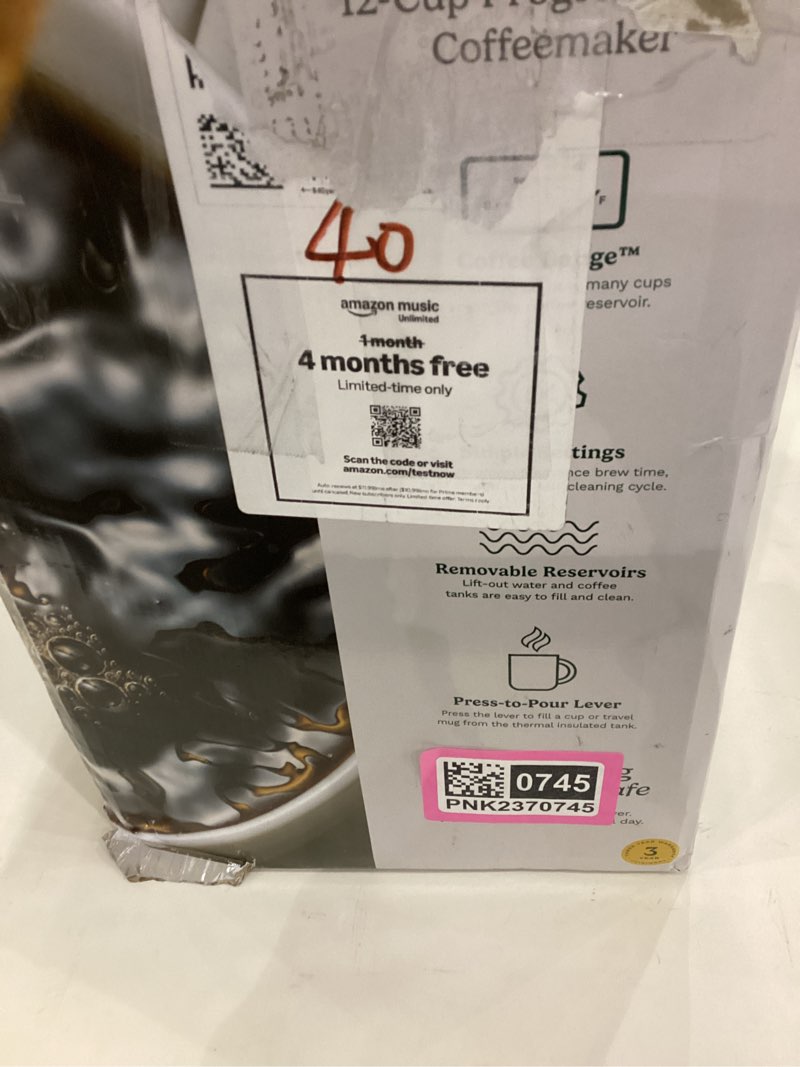 Coffeemaker
40
amazon music
Unlimited
1 month
4 months free
Limited-time only
Scan the code or visit
amazon.com/testnow
ge™
many cups
eservoir.
tings
nce brew time,
cleaning cycle.
Removable Reservoirs
Lift-out water and coffee
tanks are easy to fill and clean.
Press-to-Pour Lever
Press the lever to fill a cup or travel
mug from the thermal insulated tank.
0745
PNK2370745
day.
3
YEAR